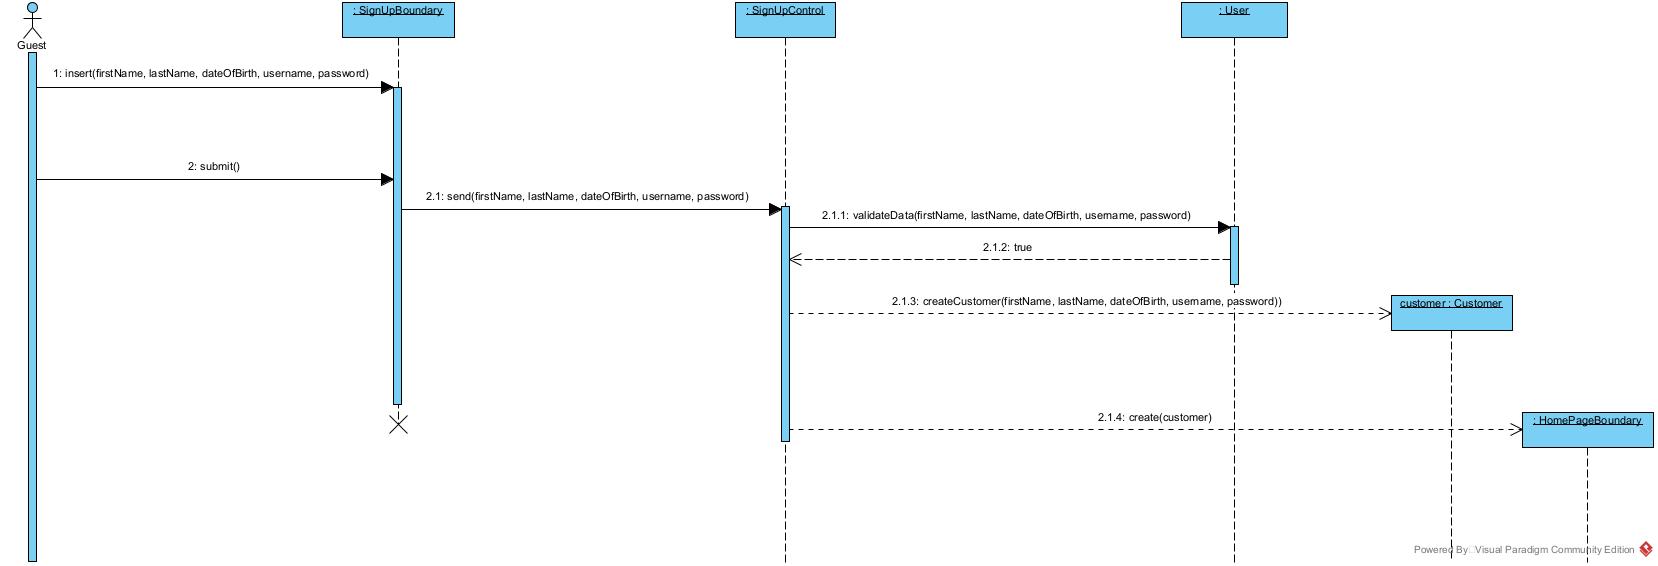 : SignUpBoundary
: SignUpControl
: User
Guest
1: insert(firstName, lastName, dateOfBirth, username, password)
2: submit()
2.1: send(firstName, lastName, dateOfBirth, username, password)
2.1.1: validateData(firstName, lastName, dateOfBirth, username, password)
2.1.2: true
2.1.3: createCustomer(firstName, lastName, dateOfBirth, username, password))
customer : Customer
2.1.4: create(customer)
: HomePageBoundary
Powered By Visual Paradigm Community Edition